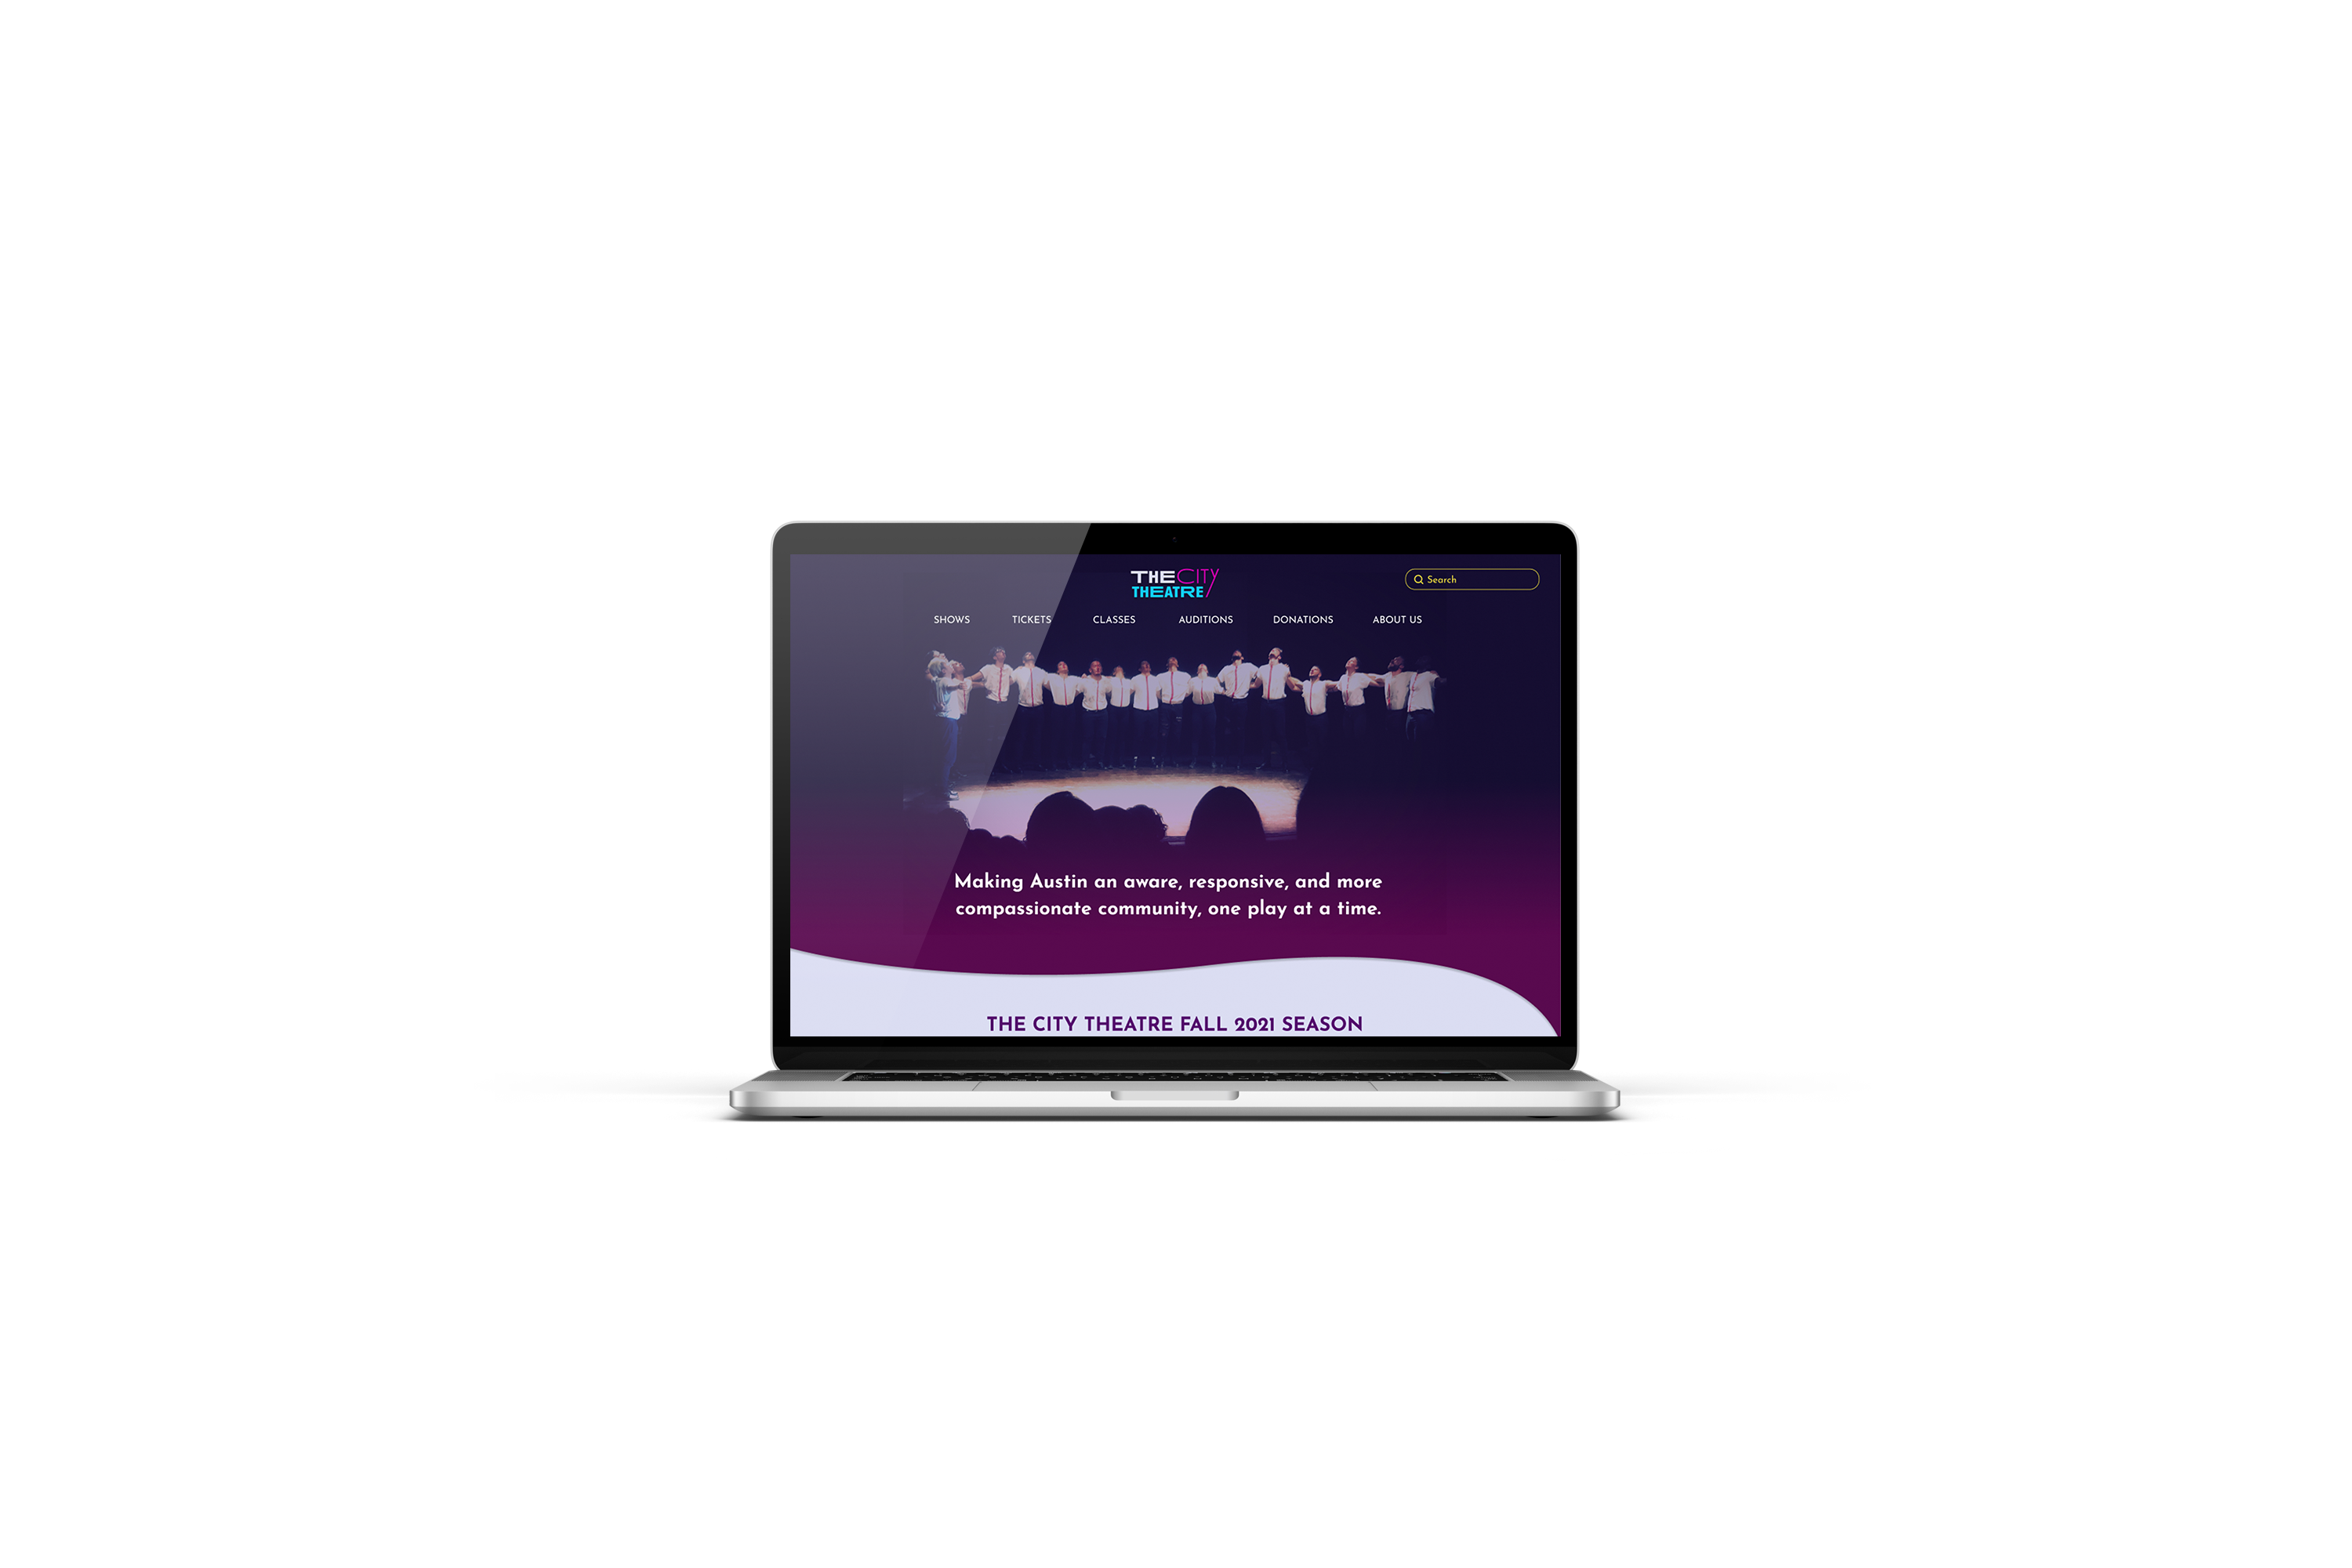 THE CITY
THEATRE
Search
SHOWS TICKETS CLASSES AUDITIONS DONATIONS ABOUT US
Making Austin an aware, responsive, and more
compassionate community, one play at a time.
THE CITY THEATRE FALL 2021 SEASON